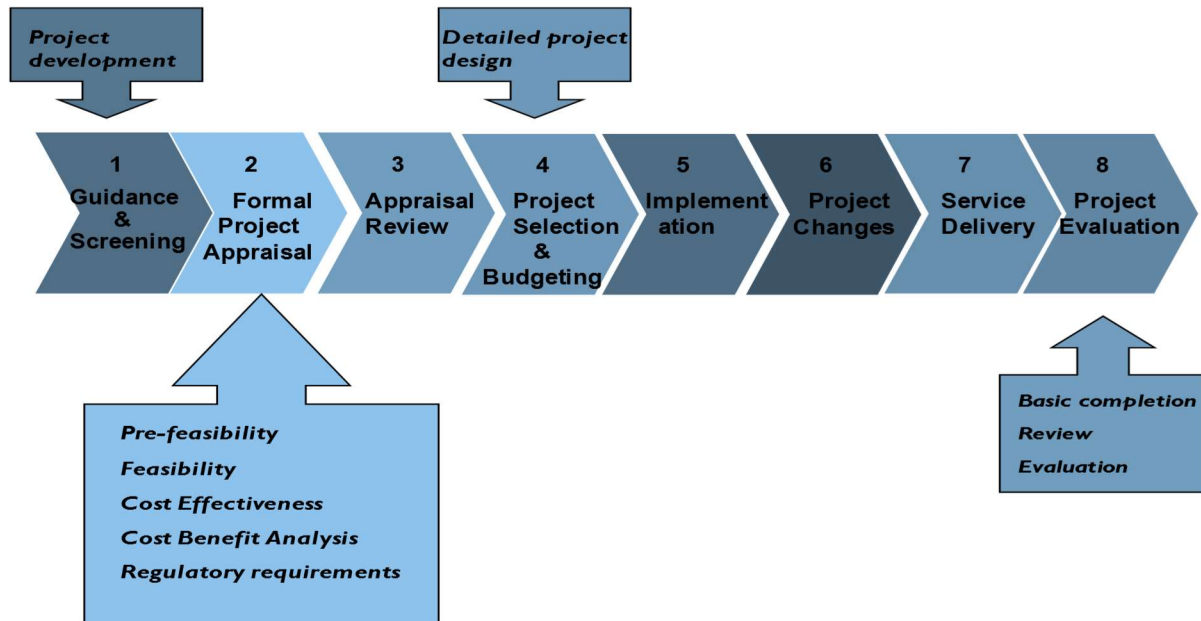 Project
development
Detailed project
design
1
Guidance
&
Screening
2
Formal
Project
Appraisal
3
Appraisal
Review
4
Project
Selection
&
Budgeting
5
Implement
ation
6
Project
Changes
7
Service
Delivery
8
Project
Evaluation
Pre-feasibility
Feasibility
Cost Effectiveness
Cost Benefit Analysis
Regulatory requirements
Basic completion
Review
Evaluation